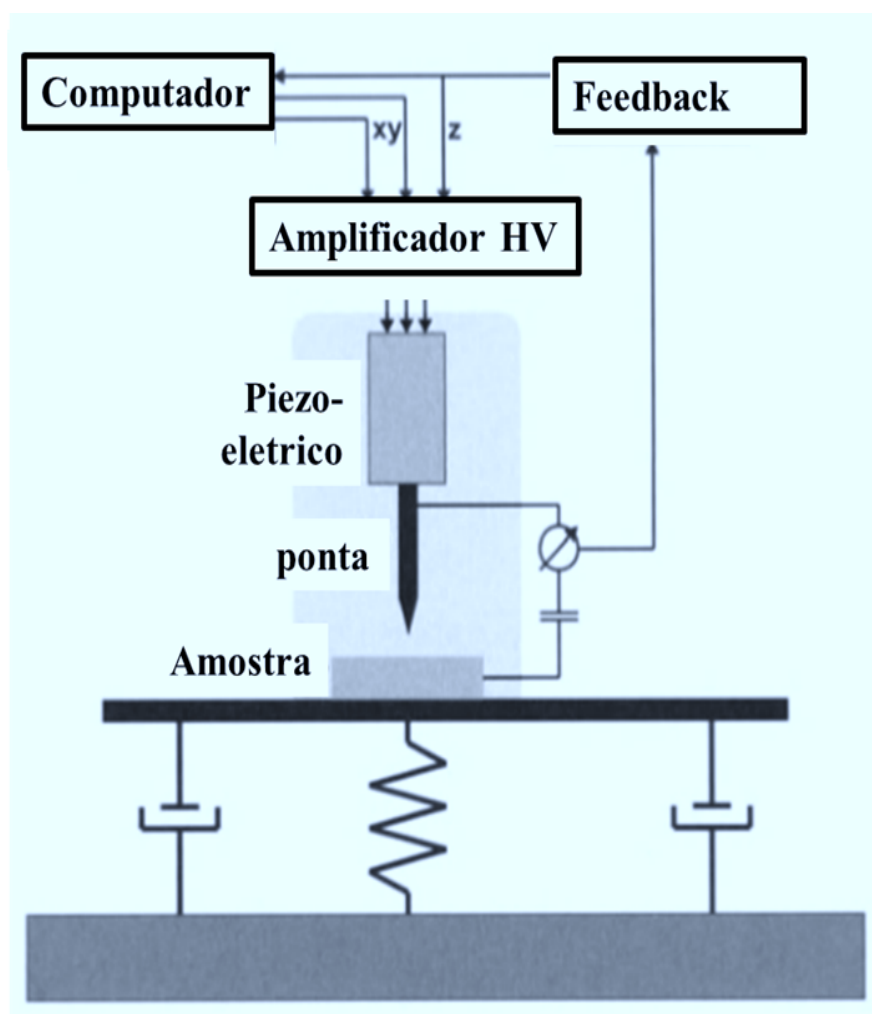 Computador
Feedback
xy
z
Amplificador HV
Piezo-
eletrico
ponta
Amostra